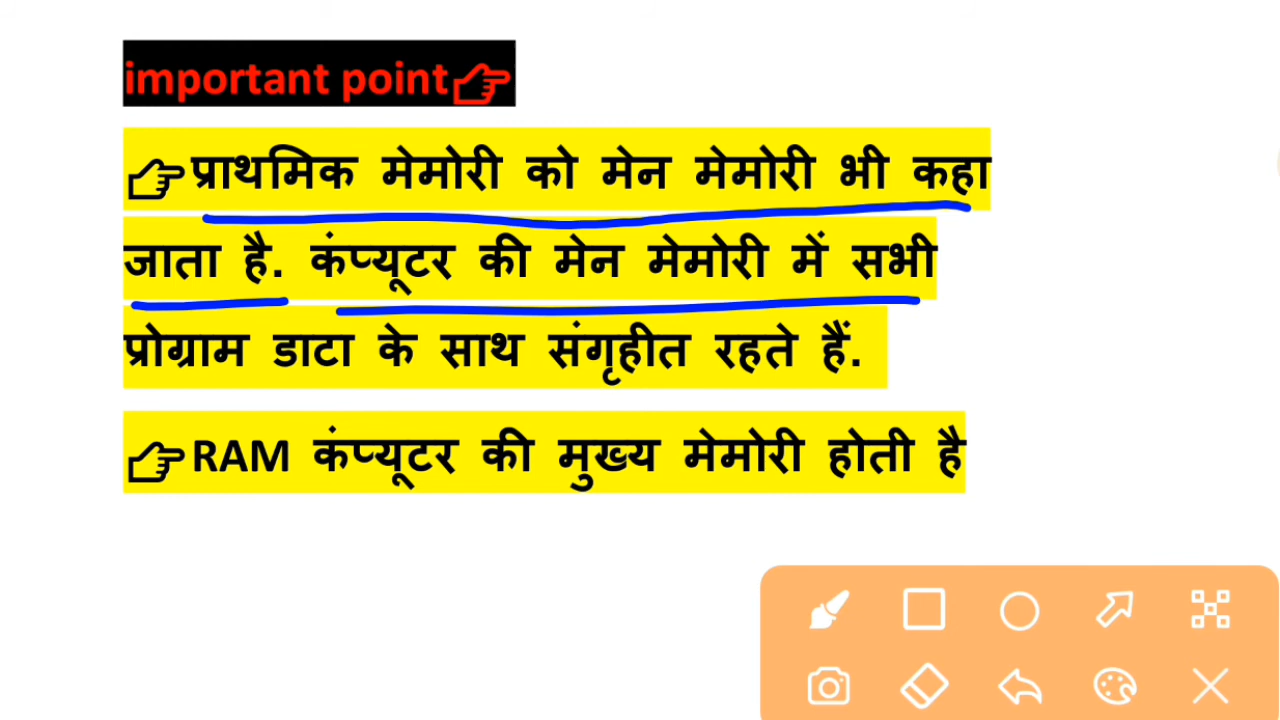 important point👉
👉प्राथमिक मेमोरी को मेन मेमोरी भी कहा
जाता है. कंप्यूटर की मेन मेमोरी में सभी
प्रोग्राम डाटा के साथ संगृहीत रहते हैं.
👉RAM कंप्यूटर की मुख्य मेमोरी होती है